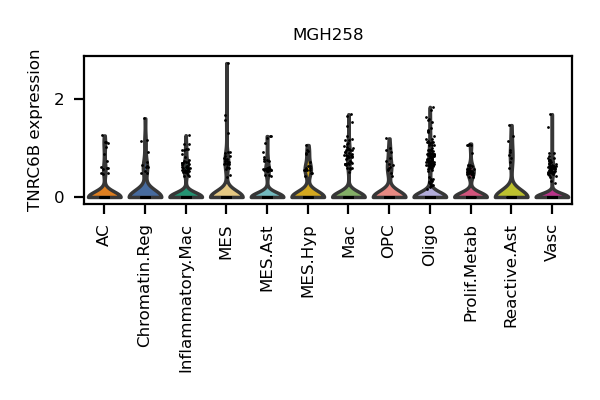 MGH258
TNRC6B expression
2
0
AC
Chromatin.Reg
Inflammatory.Mac
MES
MES.Ast
MES.Hyp
Mac
OPC
Oligo
Prolif.Metab
Reactive.Ast
Vasc